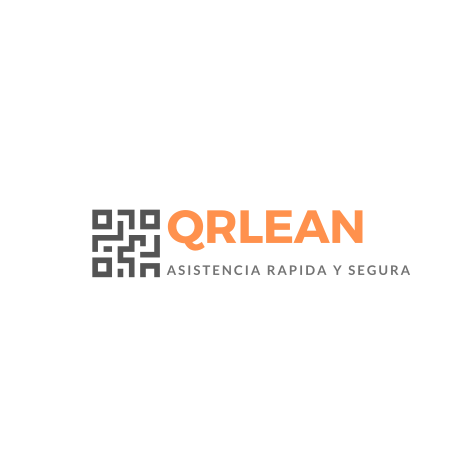 QRLEAN
ASISTENCIA RAPIDA Y SEGURA